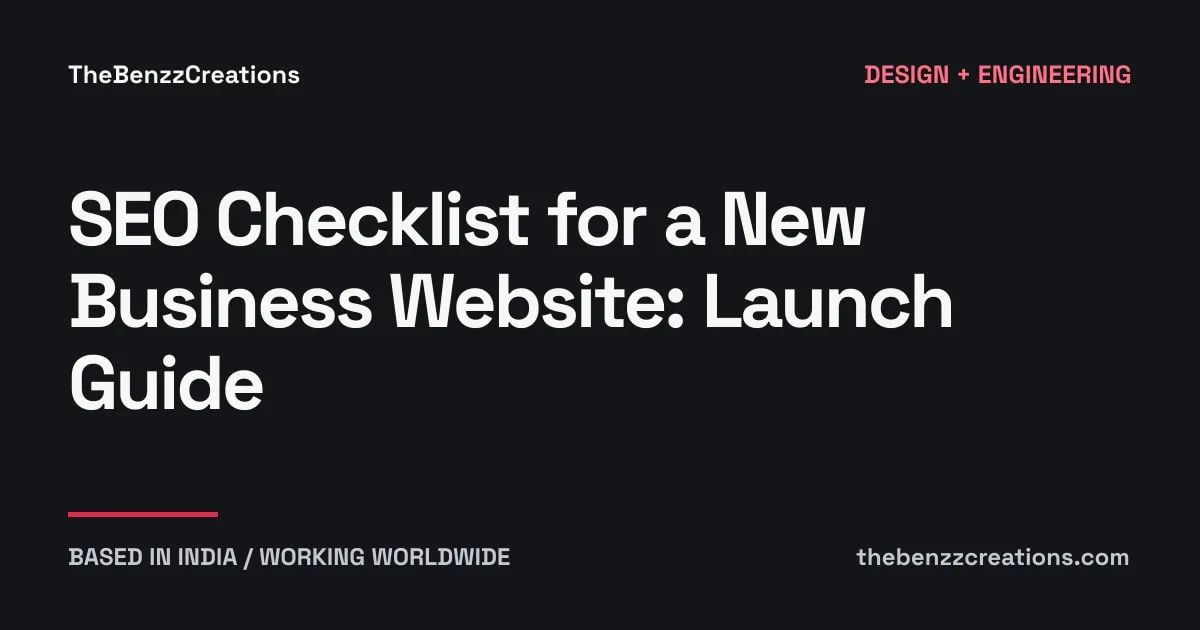 TheBenzzCreations
DESIGN + ENGINEERING
SEO Checklist for a New
Business Website: Launch
Guide
BASED IN INDIA / WORKING WORLDWIDE
thebenzzcreations.com